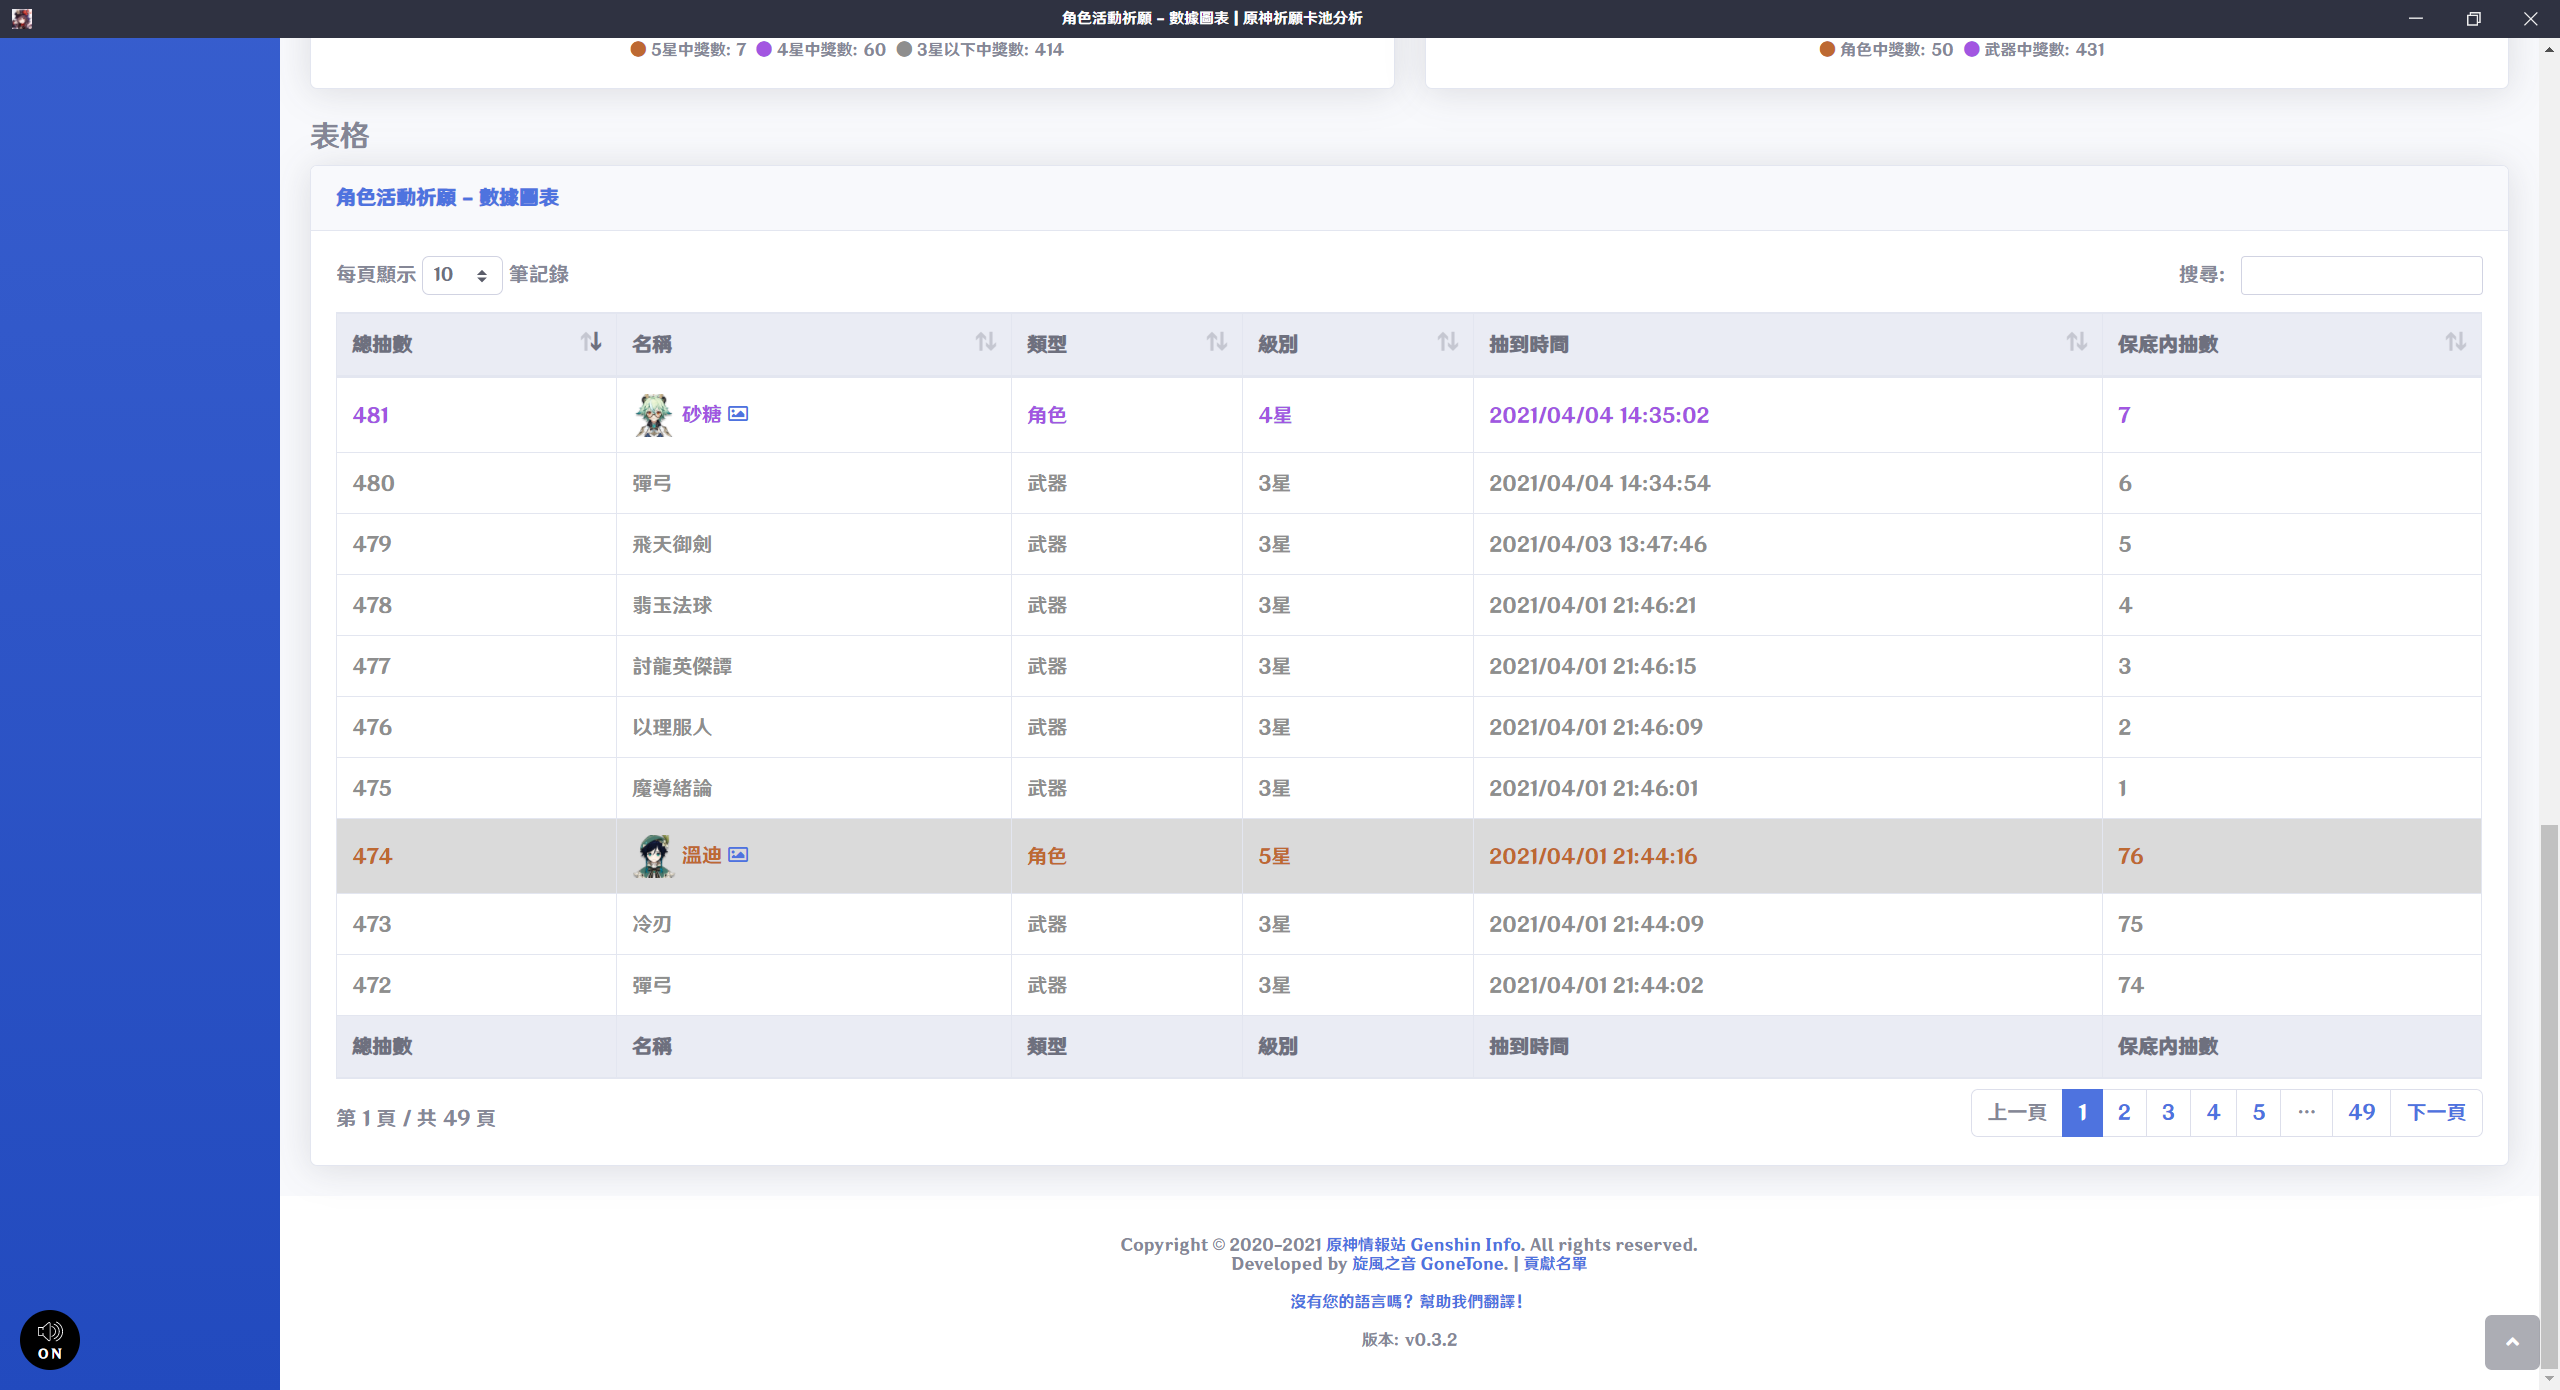 角色活動祈願 - 數據圖表 | 原神祈願卡池分析
5星中獎數: 7 4星中獎數: 60 3星以下中獎數: 414
角色中獎數: 50 武器中獎數: 431
表格
角色活動祈願 - 數據圖表
每頁顯示 10 筆記錄 搜尋:
總抽數 名稱 類型 級別 抽到時間 保底內抽數
481 砂糖 角色 4星 2021/04/04 14:35:02 7
480 彈弓 武器 3星 2021/04/04 14:34:54 6
479 飛天御劍 武器 3星 2021/04/03 13:47:46 5
478 翡玉法球 武器 3星 2021/04/01 21:46:21 4
477 討龍英傑譚 武器 3星 2021/04/01 21:46:15 3
476 以理服人 武器 3星 2021/04/01 21:46:09 2
475 魔導緒論 武器 3星 2021/04/01 21:46:01 1
474 溫迪 角色 5星 2021/04/01 21:44:16 76
473 冷刃 武器 3星 2021/04/01 21:44:09 75
472 彈弓 武器 3星 2021/04/01 21:44:02 74
總抽數 名稱 類型 級別 抽到時間 保底內抽數
第 1 頁 / 共 49 頁 上一頁 1 2 3 4 5 … 49 下一頁
Copyright © 2020-2021 原神情報站 Genshin Info. All rights reserved.
Developed by 旋風之音 GoneTone. | 貢獻名單
沒有您的語言嗎？幫助我們翻譯！
版本: v0.3.2
ON